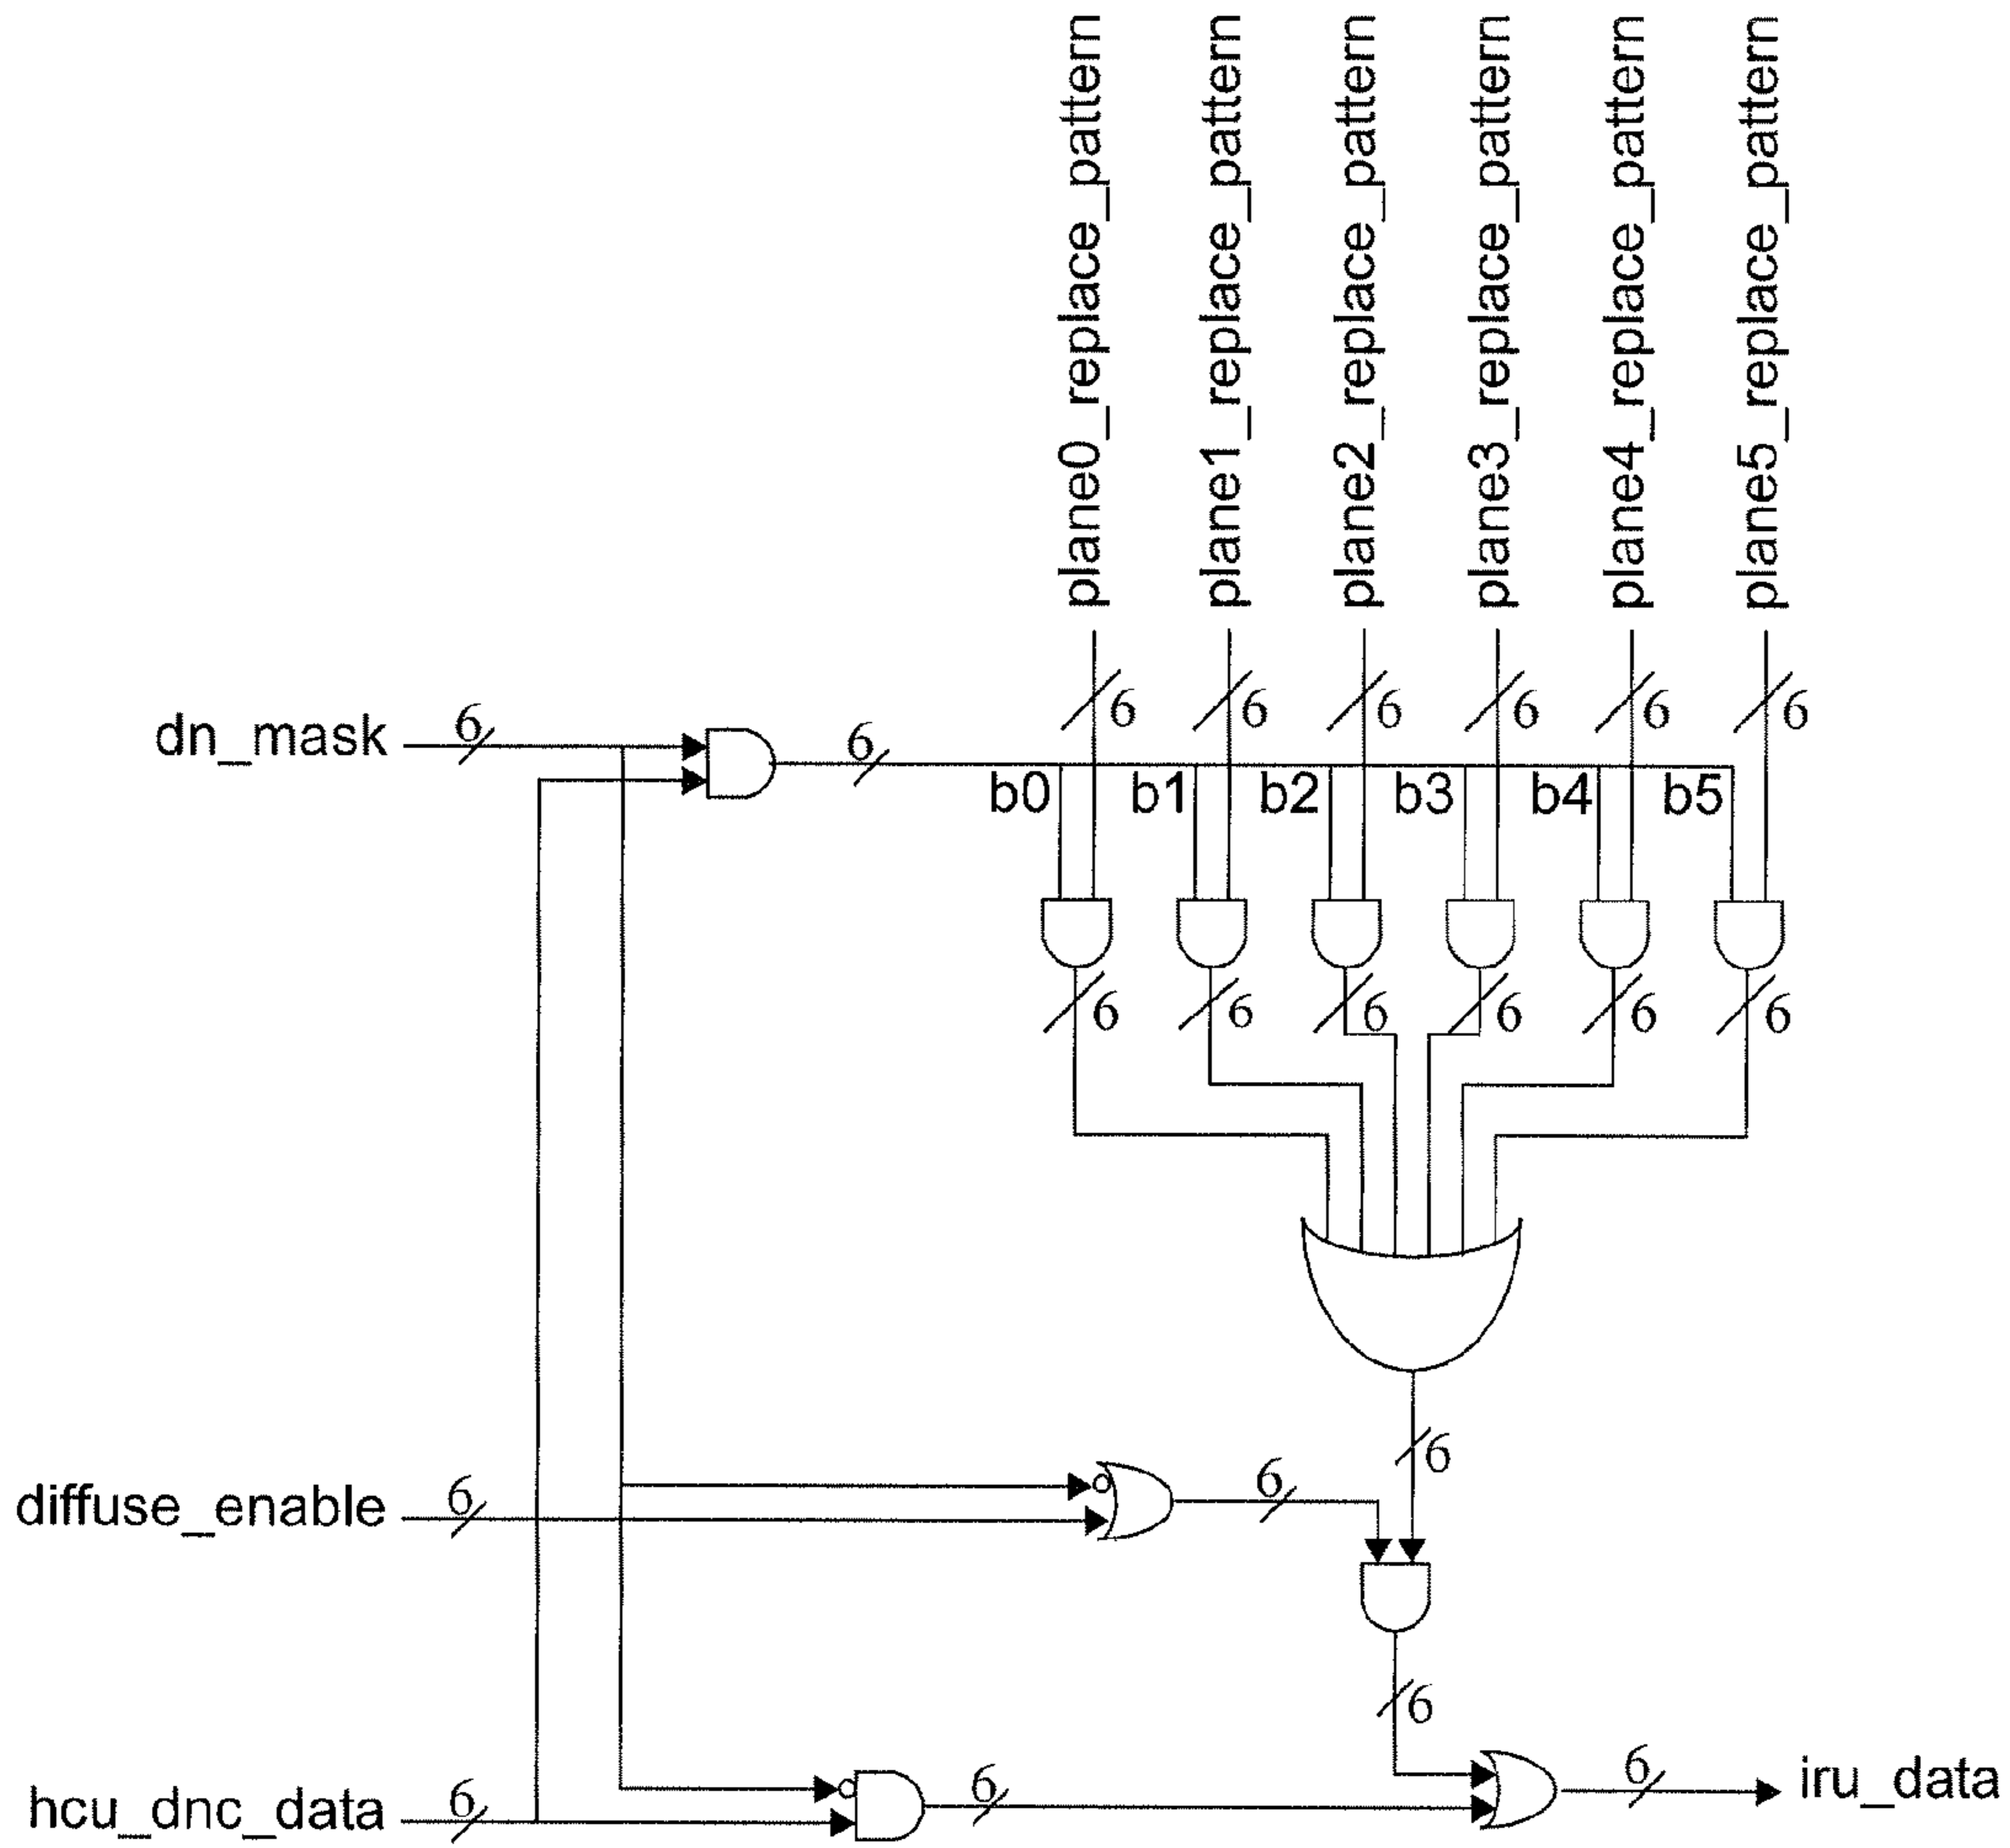 plane0_replace_pattern
plane1_replace_pattern
plane2_replace_pattern
plane3_replace_pattern
plane4_replace_pattern
plane5_replace_pattern
6 6 6 6 6 6
dn_mask 6 6
b0 b1 b2 b3 b4 b5
6 6 6 6 6 6
6
diffuse_enable 6 6
6
hcu_dnc_data 6 6 6 iru_data